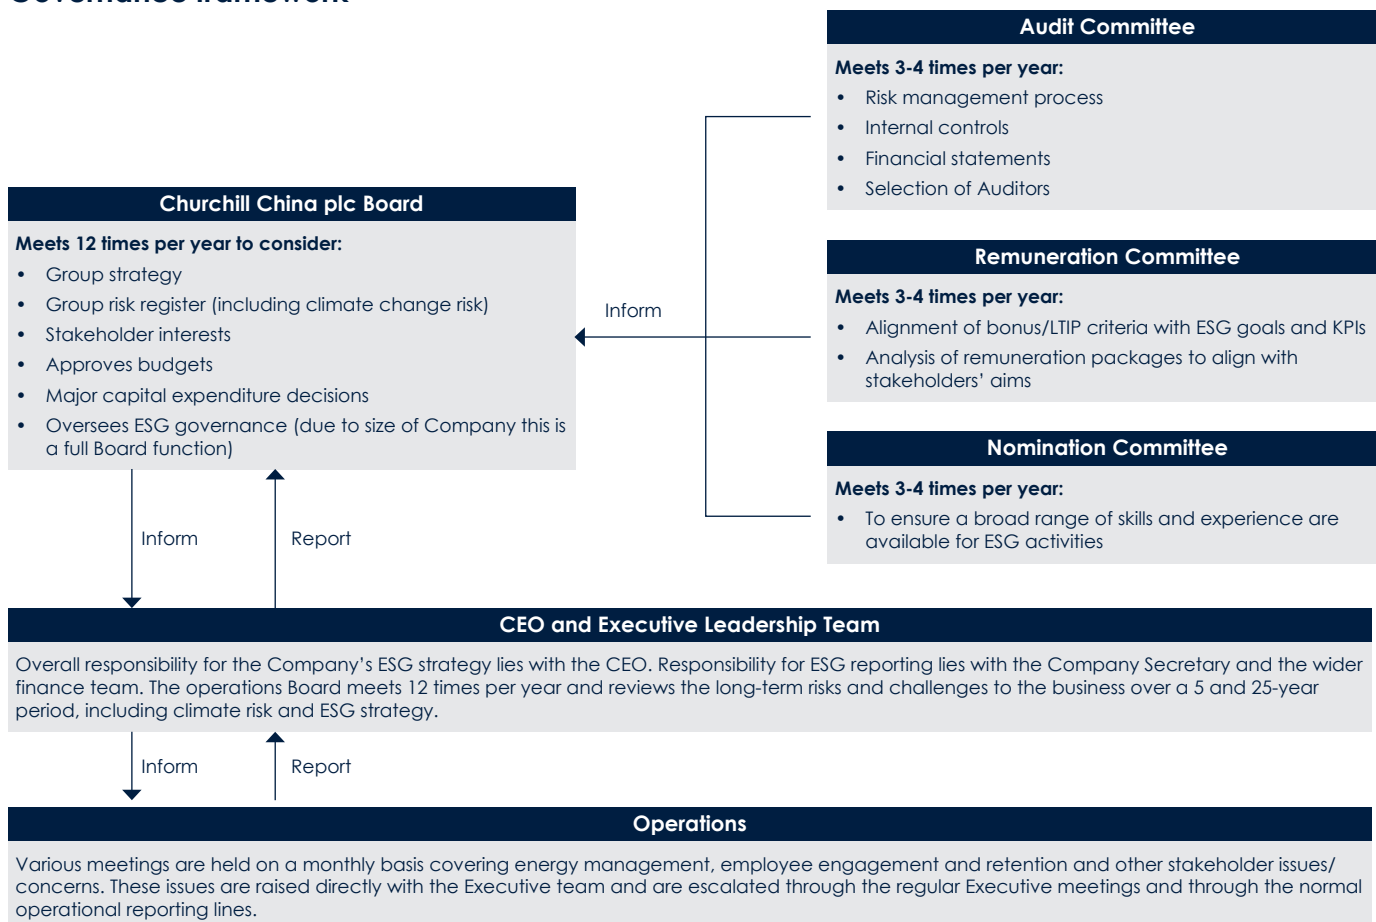 Governance framework
Audit Committee
Meets 3-4 times per year:
• Risk management process
• Internal controls
• Financial statements
• Selection of Auditors
Churchill China plc Board
Meets 12 times per year to consider:
• Group strategy
• Group risk register (including climate change risk)
• Stakeholder interests
• Approves budgets
• Major capital expenditure decisions
• Oversees ESG governance (due to size of Company this is
a full Board function)
Inform
Remuneration Committee
Meets 3-4 times per year:
• Alignment of bonus/LTIP criteria with ESG goals and KPIs
• Analysis of remuneration packages to align with
stakeholders’ aims
Nomination Committee
Meets 3-4 times per year:
• To ensure a broad range of skills and experience are
available for ESG activities
Inform
Report
CEO and Executive Leadership Team
Overall responsibility for the Company’s ESG strategy lies with the CEO. Responsibility for ESG reporting lies with the Company Secretary and the wider
finance team. The operations Board meets 12 times per year and reviews the long-term risks and challenges to the business over a 5 and 25-year
period, including climate risk and ESG strategy.
Inform
Report
Operations
Various meetings are held on a monthly basis covering energy management, employee engagement and retention and other stakeholder issues/
concerns. These issues are raised directly with the Executive team and are escalated through the regular Executive meetings and through the normal
operational reporting lines.